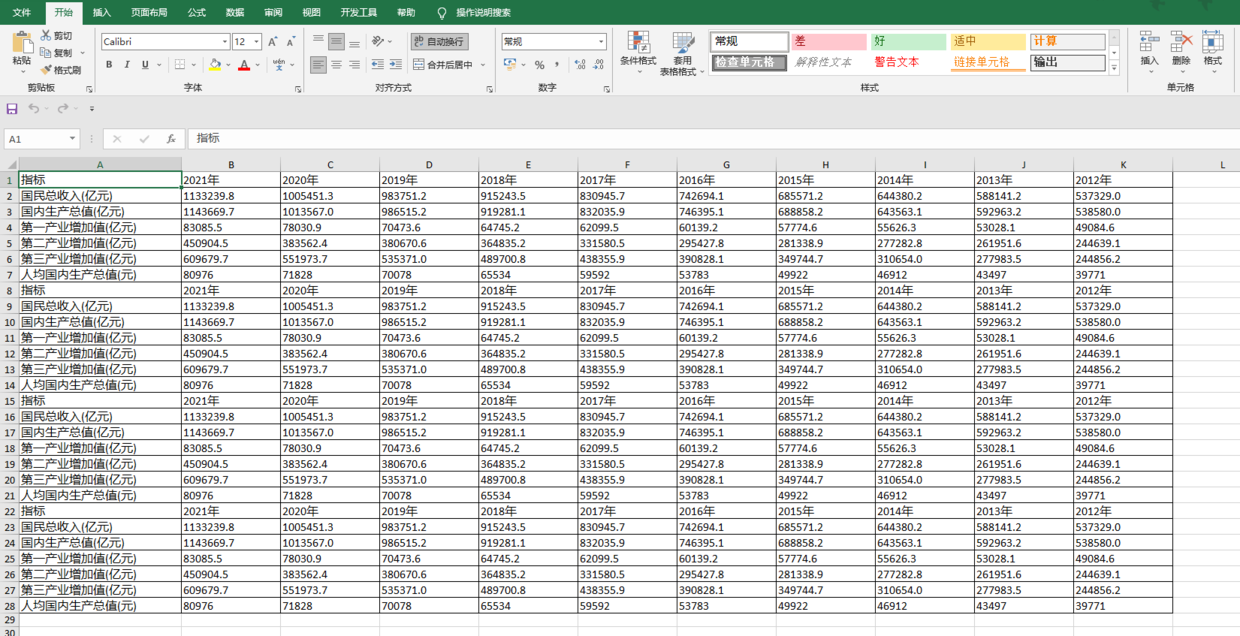 文件 开始 插入 页面布局 公式 数据 审阅 视图 开发工具 帮助 操作说明搜索
剪切 Calibri 12 A A 自动换行 常规 常规 差 好 适中 计算
粘贴 复制 格式刷 B I U A wén 文 合并后居中 % , 条件格式 套用表格格式 检查单元格 解释性文本 警告文本 链接单元格 输出 插入 删除 格式
剪贴板 字体 对齐方式 数字 样式 单元格
A1 fx 指标
A B C D E F G H I J K L
1 指标 2021年 2020年 2019年 2018年 2017年 2016年 2015年 2014年 2013年 2012年
2 国民总收入(亿元) 1133239.8 1005451.3 983751.2 915243.5 830945.7 742694.1 685571.2 644380.2 588141.2 537329.0
3 国内生产总值(亿元) 1143669.7 1013567.0 986515.2 919281.1 832035.9 746395.1 688858.2 643563.1 592963.2 538580.0
4 第一产业增加值(亿元) 83085.5 78030.9 70473.6 64745.2 62099.5 60139.2 57774.6 55626.3 53028.1 49084.6
5 第二产业增加值(亿元) 450904.5 383562.4 380670.6 364835.2 331580.5 295427.8 281338.9 277282.8 261951.6 244639.1
6 第三产业增加值(亿元) 609679.7 551973.7 535371.0 489700.8 438355.9 390828.1 349744.7 310654.0 277983.5 244856.2
7 人均国内生产总值(元) 80976 71828 70078 65534 59592 53783 49922 46912 43497 39771
8 指标 2021年 2020年 2019年 2018年 2017年 2016年 2015年 2014年 2013年 2012年
9 国民总收入(亿元) 1133239.8 1005451.3 983751.2 915243.5 830945.7 742694.1 685571.2 644380.2 588141.2 537329.0
10 国内生产总值(亿元) 1143669.7 1013567.0 986515.2 919281.1 832035.9 746395.1 688858.2 643563.1 592963.2 538580.0
11 第一产业增加值(亿元) 83085.5 78030.9 70473.6 64745.2 62099.5 60139.2 57774.6 55626.3 53028.1 49084.6
12 第二产业增加值(亿元) 450904.5 383562.4 380670.6 364835.2 331580.5 295427.8 281338.9 277282.8 261951.6 244639.1
13 第三产业增加值(亿元) 609679.7 551973.7 535371.0 489700.8 438355.9 390828.1 349744.7 310654.0 277983.5 244856.2
14 人均国内生产总值(元) 80976 71828 70078 65534 59592 53783 49922 46912 43497 39771
15 指标 2021年 2020年 2019年 2018年 2017年 2016年 2015年 2014年 2013年 2012年
16 国民总收入(亿元) 1133239.8 1005451.3 983751.2 915243.5 830945.7 742694.1 685571.2 644380.2 588141.2 537329.0
17 国内生产总值(亿元) 1143669.7 1013567.0 986515.2 919281.1 832035.9 746395.1 688858.2 643563.1 592963.2 538580.0
18 第一产业增加值(亿元) 83085.5 78030.9 70473.6 64745.2 62099.5 60139.2 57774.6 55626.3 53028.1 49084.6
19 第二产业增加值(亿元) 450904.5 383562.4 380670.6 364835.2 331580.5 295427.8 281338.9 277282.8 261951.6 244639.1
20 第三产业增加值(亿元) 609679.7 551973.7 535371.0 489700.8 438355.9 390828.1 349744.7 310654.0 277983.5 244856.2
21 人均国内生产总值(元) 80976 71828 70078 65534 59592 53783 49922 46912 43497 39771
22 指标 2021年 2020年 2019年 2018年 2017年 2016年 2015年 2014年 2013年 2012年
23 国民总收入(亿元) 1133239.8 1005451.3 983751.2 915243.5 830945.7 742694.1 685571.2 644380.2 588141.2 537329.0
24 国内生产总值(亿元) 1143669.7 1013567.0 986515.2 919281.1 832035.9 746395.1 688858.2 643563.1 592963.2 538580.0
25 第一产业增加值(亿元) 83085.5 78030.9 70473.6 64745.2 62099.5 60139.2 57774.6 55626.3 53028.1 49084.6
26 第二产业增加值(亿元) 450904.5 383562.4 380670.6 364835.2 331580.5 295427.8 281338.9 277282.8 261951.6 244639.1
27 第三产业增加值(亿元) 609679.7 551973.7 535371.0 489700.8 438355.9 390828.1 349744.7 310654.0 277983.5 244856.2
28 人均国内生产总值(元) 80976 71828 70078 65534 59592 53783 49922 46912 43497 39771
29
30